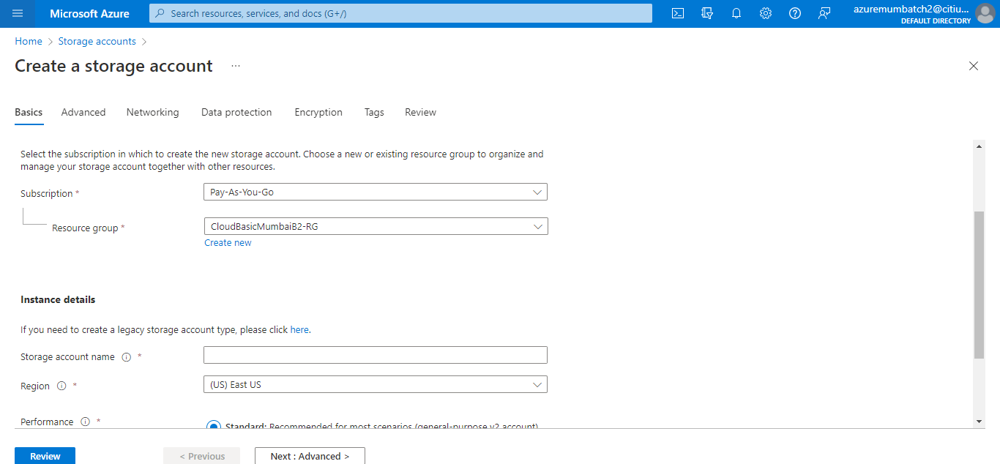 Microsoft Azure
Search resources, services, and docs (G+/)
azuremumbatch2@citiu...
DEFAULT DIRECTORY
Home > Storage accounts >
Create a storage account ...
Basics Advanced Networking Data protection Encryption Tags Review
Select the subscription in which to create the new storage account. Choose a new or existing resource group to organize and
manage your storage account together with other resources.
Subscription * Pay-As-You-Go
Resource group * CloudBasicMumbaiB2-RG
Create new
Instance details
If you need to create a legacy storage account type, please click here.
Storage account name *
Region * (US) East US
Performance * Standard: Recommended for most scenarios (general-purpose v2 account)
Review < Previous Next : Advanced >